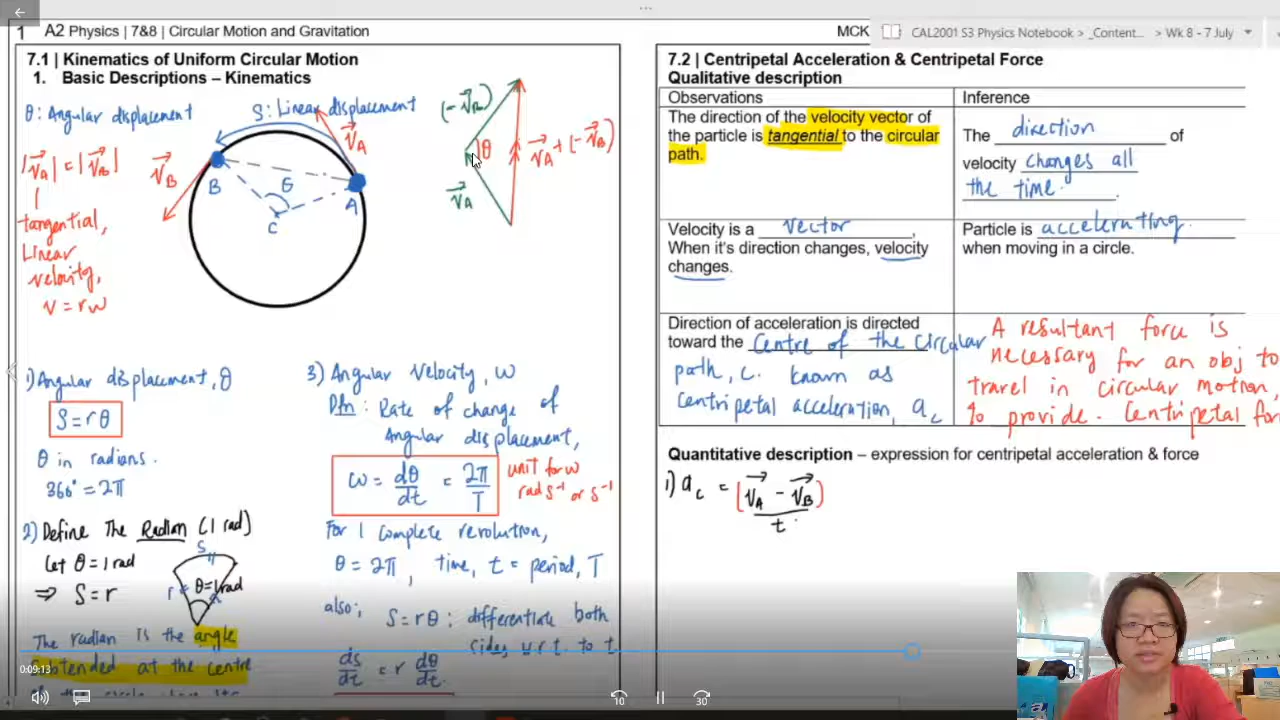 1 A2 Physics | 7&8 | Circular Motion and Gravitation
MCK
CAL2001 S3 Physics Notebook > _Content... > Wk 8 - 7 July
7.1 | Kinematics of Uniform Circular Motion
1. Basic Descriptions – Kinematics
θ: Angular displacement
S: Linear displacement
|v_A| = |v_B|
tangential,
Linear
velocity,
v = rω
v_B
v_A
B
θ
A
C
(-v_B)
θ
v_A + (-v_B)
v_A
1) Angular displacement, θ
S = rθ
θ in radians.
360° = 2π
2) Define The Radian (1 rad)
Let θ = 1 rad
⇒ S = r
S
r
θ = 1 rad
The radian is the angle
subtended at the centre
3) Angular Velocity, ω
Dfn : Rate of change of
Angular displacement,
ω = dθ/dt = 2π/T
unit for ω
rad s⁻¹ or s⁻¹
For 1 complete revolution,
θ = 2π, time, t = period, T
also; S = rθ ; differentiate both
sides w.r.t. to t
ds/dt = r dθ/dt
7.2 | Centripetal Acceleration & Centripetal Force
Qualitative description
Observations
Inference
The direction of the velocity vector of
the particle is tangential to the circular
path.
The direction of
velocity changes all
the time.
Velocity is a vector,
When it's direction changes, velocity
changes.
Particle is accelerating.
when moving in a circle.
Direction of acceleration is directed
toward the centre of the circular
path, c. known as
centripetal acceleration, a_c
A resultant force is
necessary for an obj to
travel in circular motion,
to provide. Centripetal for
Quantitative description – expression for centripetal acceleration & force
1) a_c = (v_A - v_B)
t
0:09:13
10
30